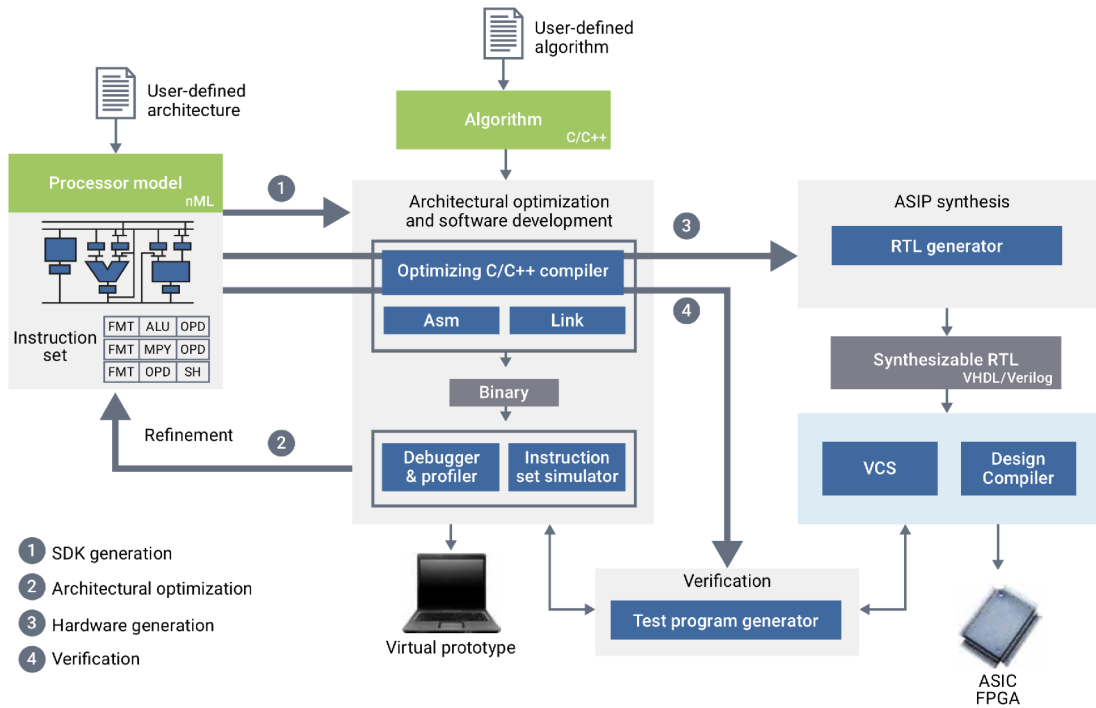 User-defined
algorithm
User-defined
architecture
Algorithm
C/C++
Processor model
nML
1
Architectural optimization
and software development
3
ASIP synthesis
RTL generator
Optimizing C/C++ compiler
4
Asm
Link
Instruction
set
FMT ALU OPD
FMT MPY OPD
FMT OPD SH
Synthesizable RTL
VHDL/Verilog
Binary
Refinement
2
Debugger
& profiler
Instruction
set simulator
VCS
Design
Compiler
1 SDK generation
2 Architectural optimization
3 Hardware generation
4 Verification
Verification
Test program generator
Virtual prototype
ASIC
FPGA